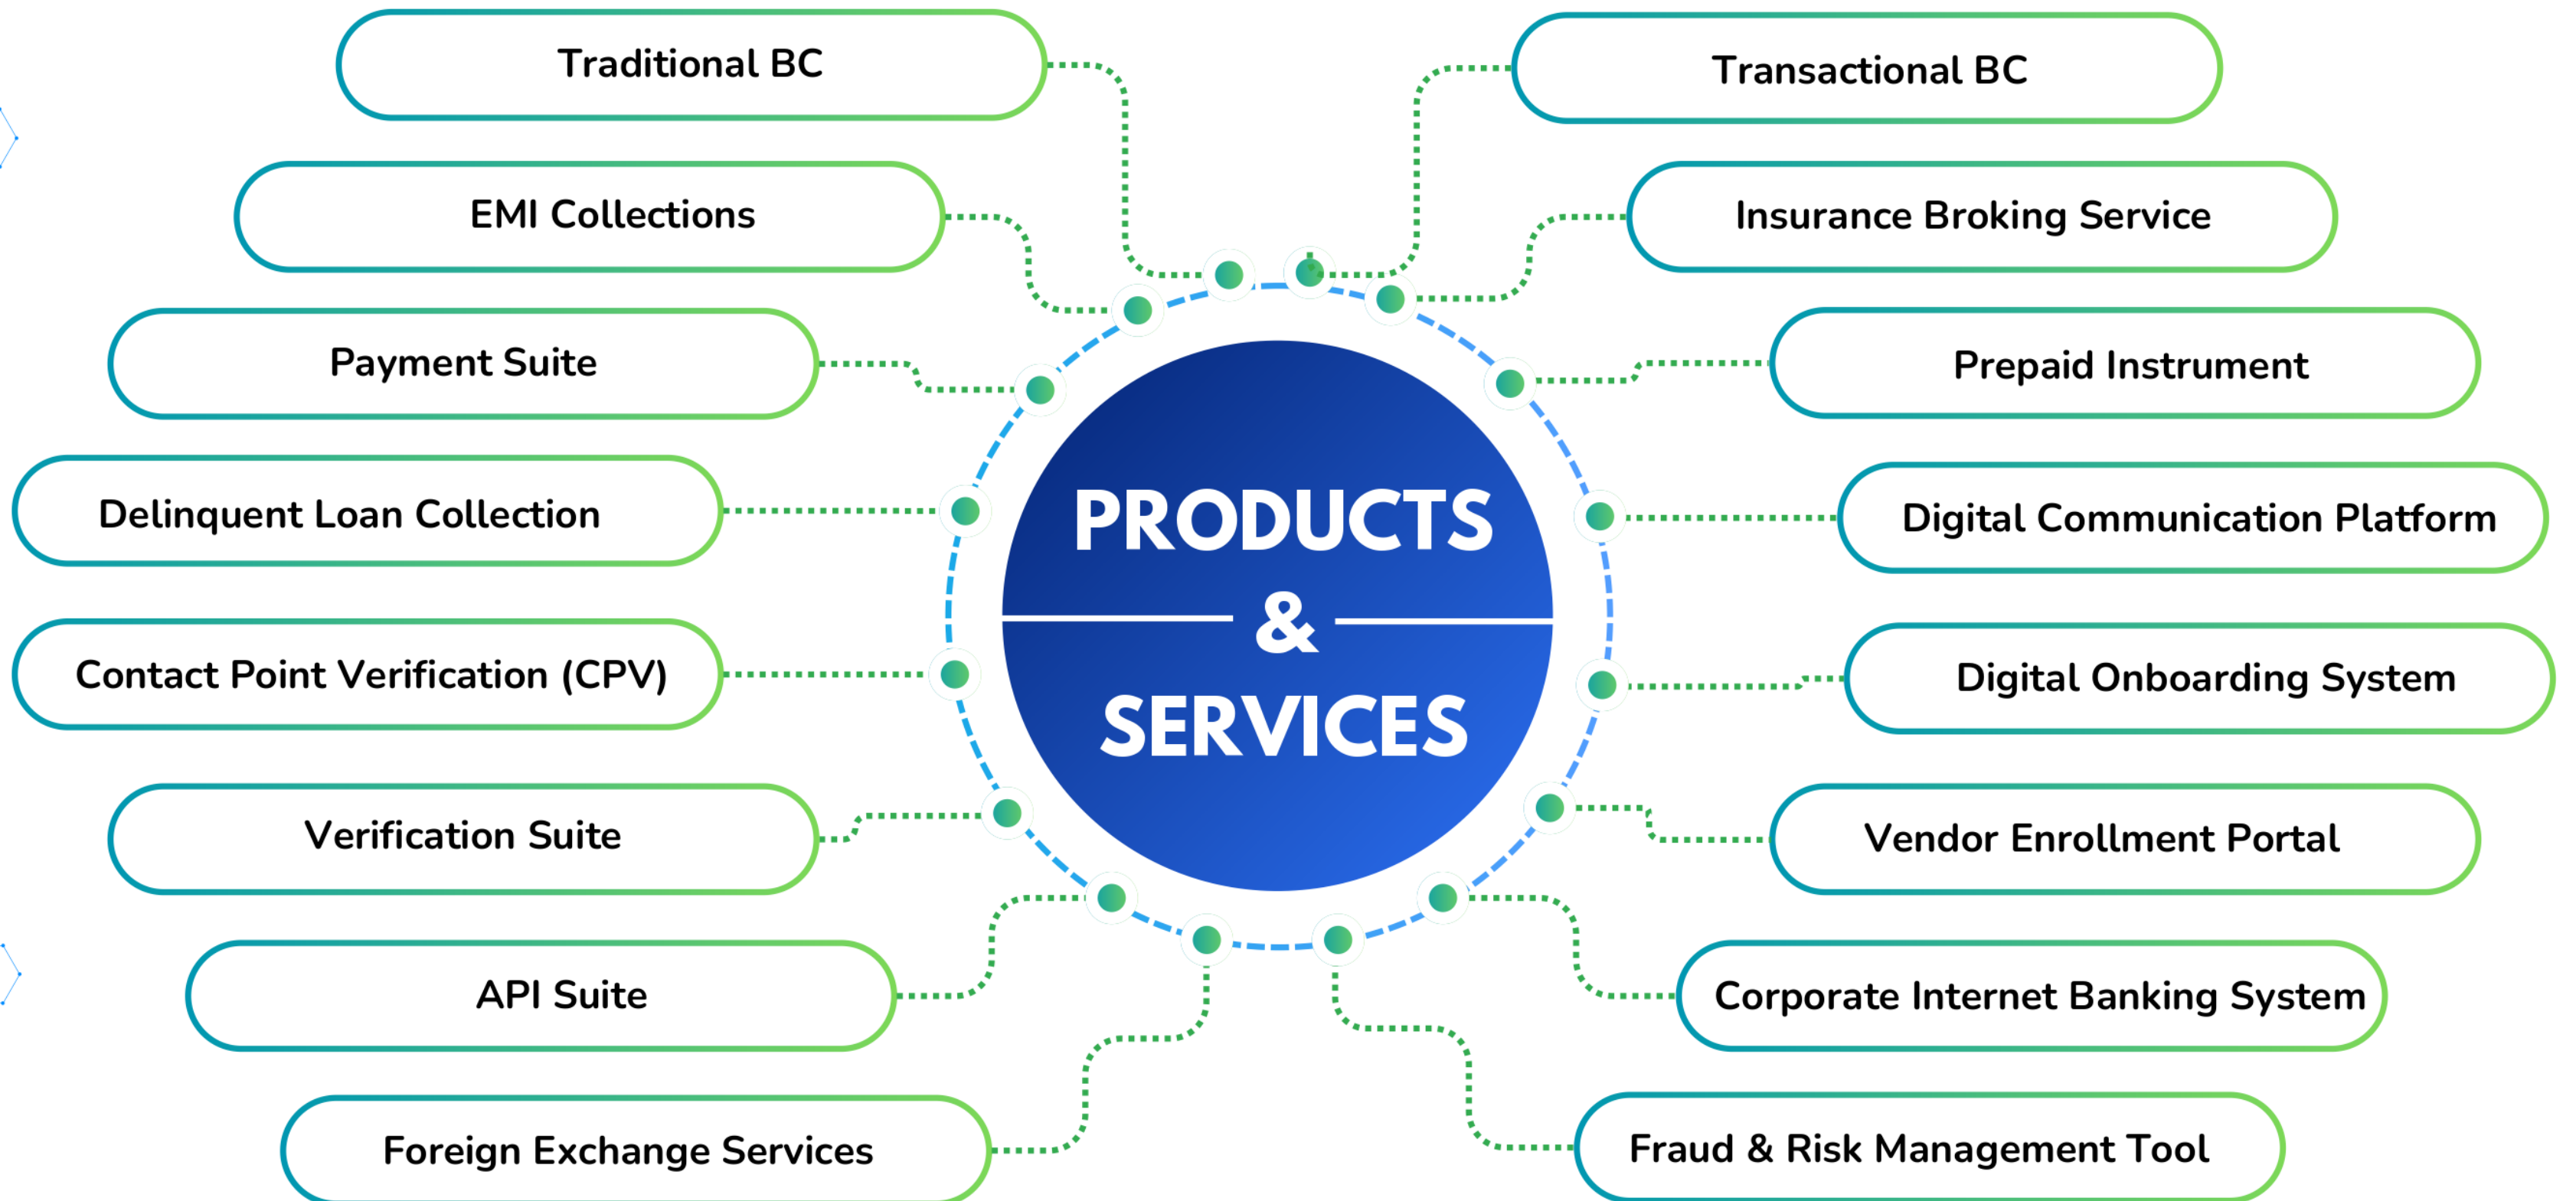 Traditional BC
Transactional BC
EMI Collections
Insurance Broking Service
Payment Suite
Prepaid Instrument
Delinquent Loan Collection
Digital Communication Platform
PRODUCTS
&
SERVICES
Contact Point Verification (CPV)
Digital Onboarding System
Verification Suite
Vendor Enrollment Portal
API Suite
Corporate Internet Banking System
Foreign Exchange Services
Fraud & Risk Management Tool